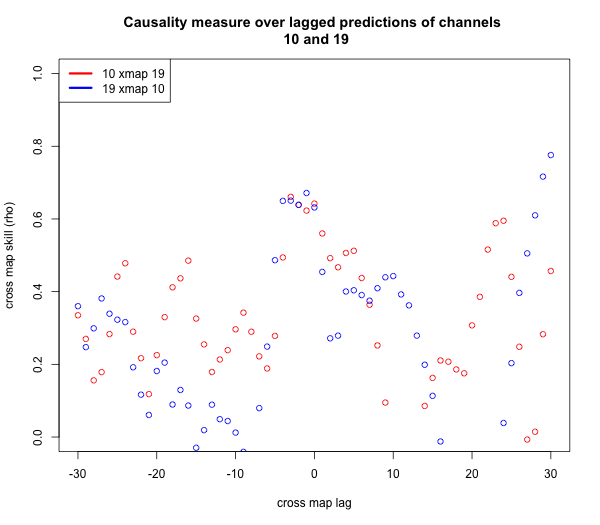 Causality measure over lagged predictions of channels
10 and 19
10 xmap 19
19 xmap 10
cross map skill (rho)
1.0
0.8
0.6
0.4
0.2
0.0
-30 -20 -10 0 10 20 30
cross map lag